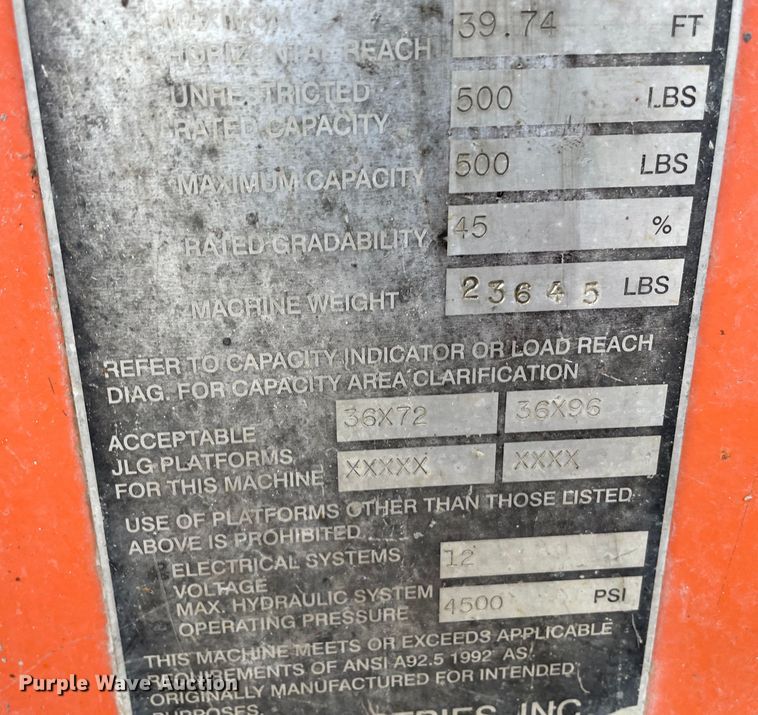 MAXIMUM 39.74 FT
HORIZONTAL REACH
UNRESTRICTED 500 LBS
RATED CAPACITY
MAXIMUM CAPACITY 500 LBS
RATED GRADABILITY 45 %
MACHINE WEIGHT 23645 LBS
REFER TO CAPACITY INDICATOR OR LOAD REACH
DIAG. FOR CAPACITY AREA CLARIFICATION
ACCEPTABLE 36X72 36X96
JLG PLATFORMS XXXXX XXXX
FOR THIS MACHINE
USE OF PLATFORMS OTHER THAN THOSE LISTED
ABOVE IS PROHIBITED
ELECTRICAL SYSTEMS 12
VOLTAGE
MAX. HYDRAULIC SYSTEM 4500 PSI
OPERATING PRESSURE
THIS MACHINE MEETS OR EXCEEDS APPLICABLE
REQUIREMENTS OF ANSI A92.5 1992 AS
ORIGINALLY MANUFACTURED FOR INTENDED
PURPOSES.
INC
Purple Wave Auction